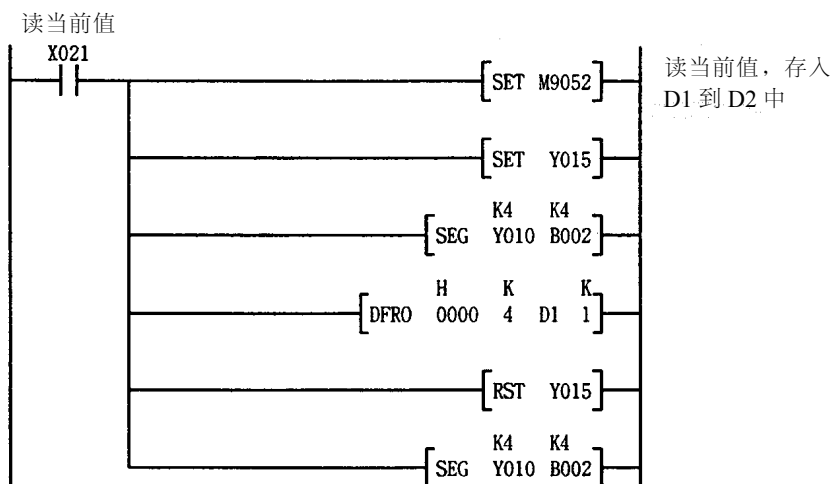 读当前值
X021
SET M9052
读当前值，存入
D1 到 D2 中
SET Y015
K4 K4
SEG Y010 B002
H K K
DFRO 0000 4 D1 1
RST Y015
K4 K4
SEG Y010 B002